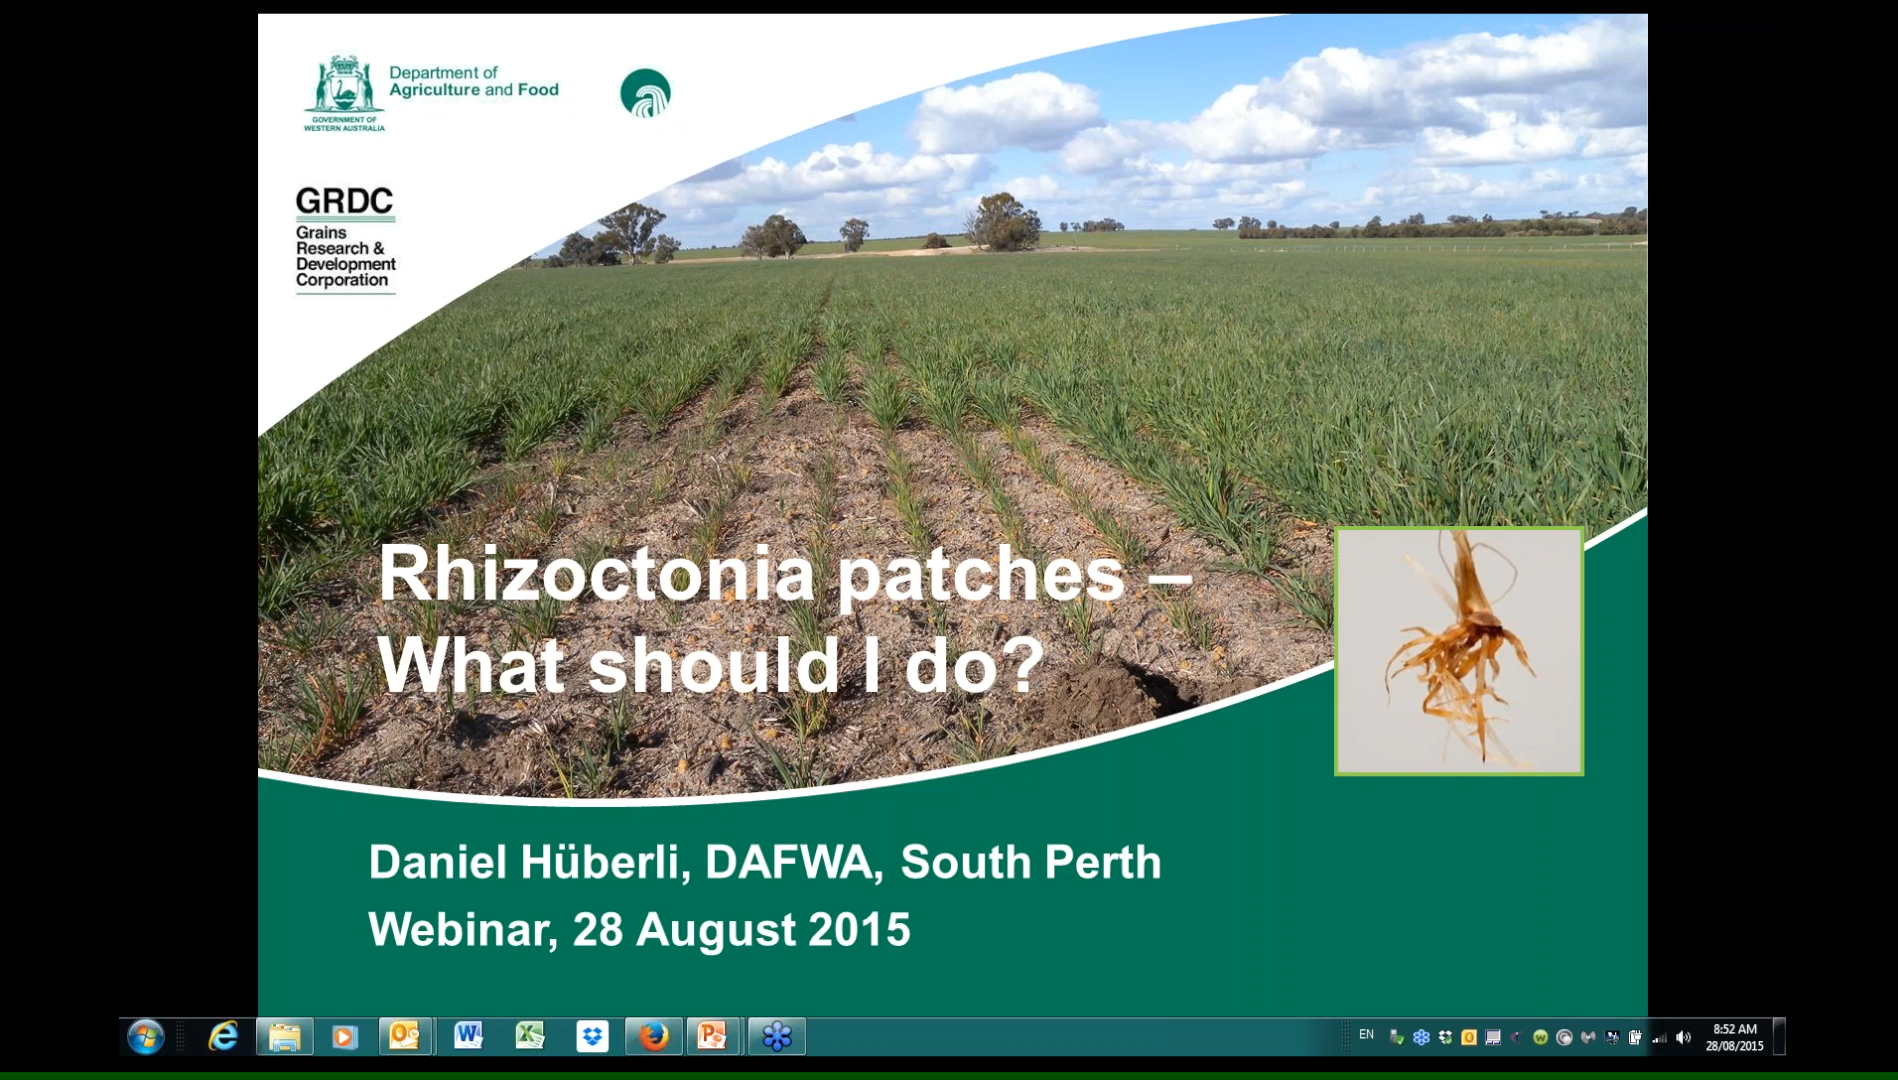 Department of
Agriculture and Food
GOVERNMENT OF
WESTERN AUSTRALIA
GRDC
Grains
Research &
Development
Corporation
Rhizoctonia patches –
What should I do?
Daniel Hüberli, DAFWA, South Perth
Webinar, 28 August 2015
EN
8:52 AM
28/08/2015